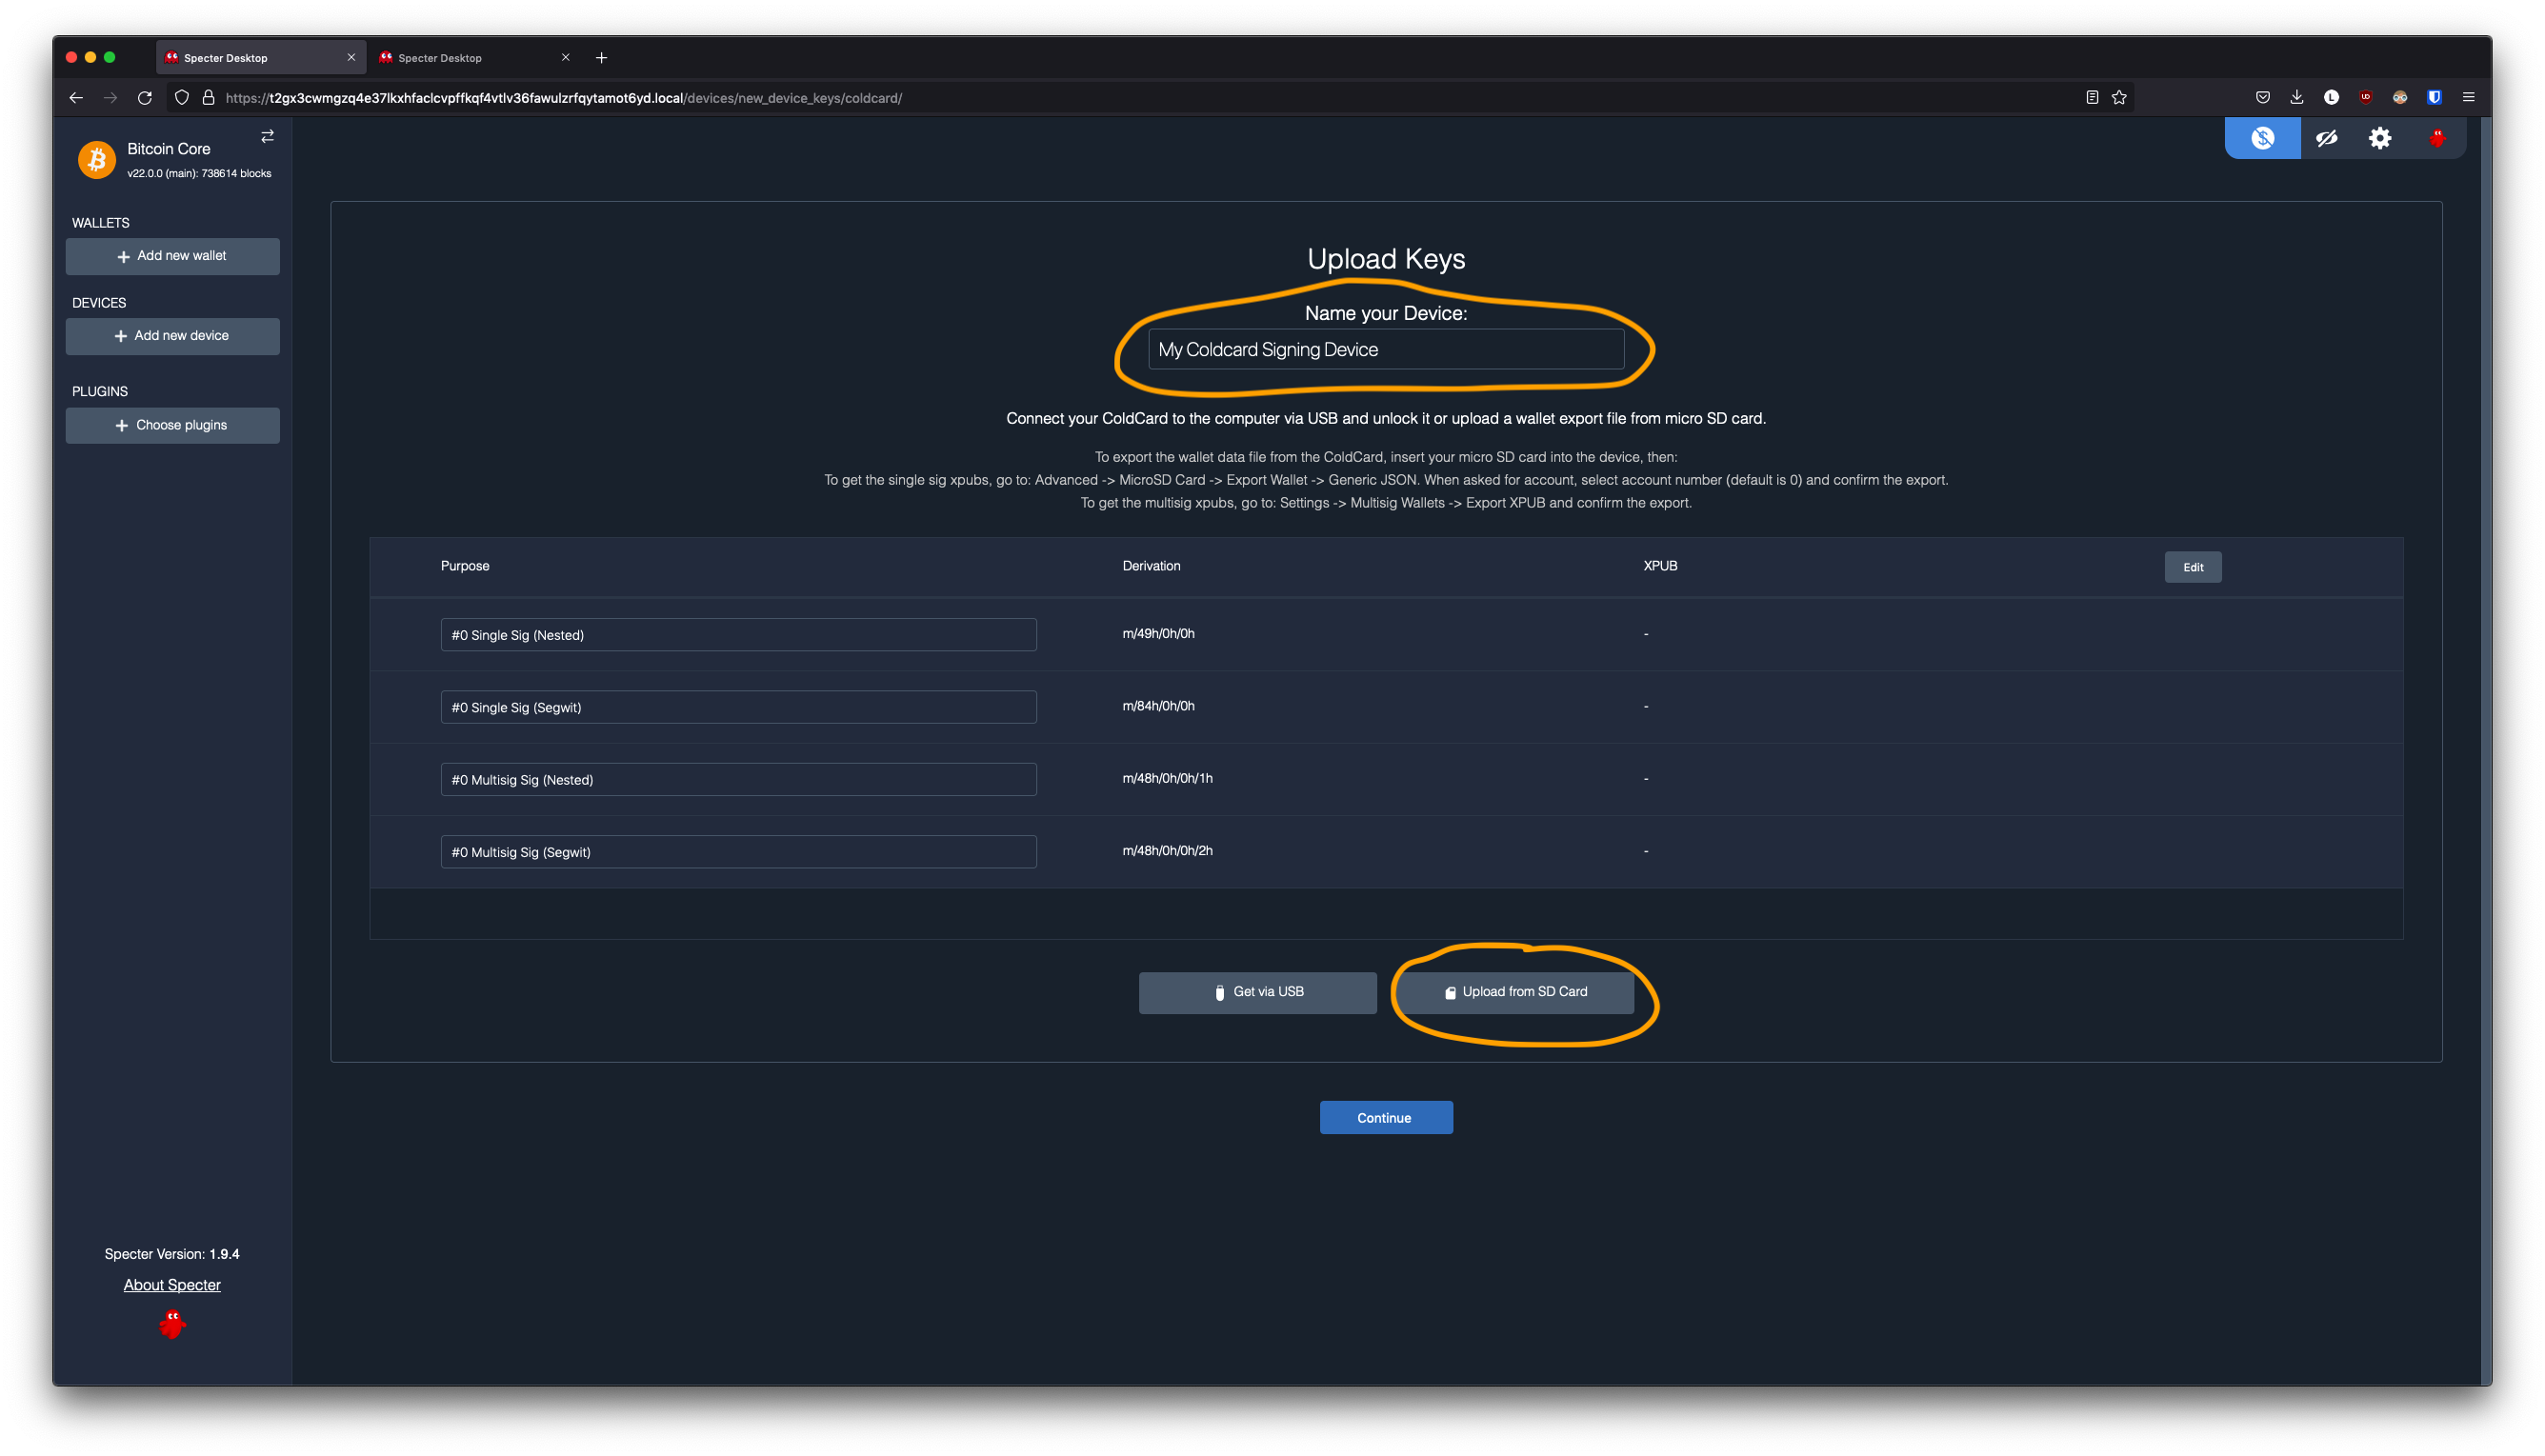 Specter Desktop
Specter Desktop
https://t2gx3cwmgzq4e37lkxhfaclcvpffkqf4vtlv36fawulzrfqytamot6yd.local/devices/new_device_keys/coldcard/
Bitcoin Core
v22.0.0 (main): 738614 blocks
WALLETS
Add new wallet
DEVICES
Add new device
PLUGINS
Choose plugins
Specter Version: 1.9.4
About Specter
Upload Keys
Name your Device:
My Coldcard Signing Device
Connect your ColdCard to the computer via USB and unlock it or upload a wallet export file from micro SD card.
To export the wallet data file from the ColdCard, insert your micro SD card into the device, then:
To get the single sig xpubs, go to: Advanced -> MicroSD Card -> Export Wallet -> Generic JSON. When asked for account, select account number (default is 0) and confirm the export.
To get the multisig xpubs, go to: Settings -> Multisig Wallets -> Export XPUB and confirm the export.
Purpose Derivation XPUB Edit
#0 Single Sig (Nested) m/49h/0h/0h -
#0 Single Sig (Segwit) m/84h/0h/0h -
#0 Multisig Sig (Nested) m/48h/0h/0h/1h -
#0 Multisig Sig (Segwit) m/48h/0h/0h/2h -
Get via USB Upload from SD Card
Continue